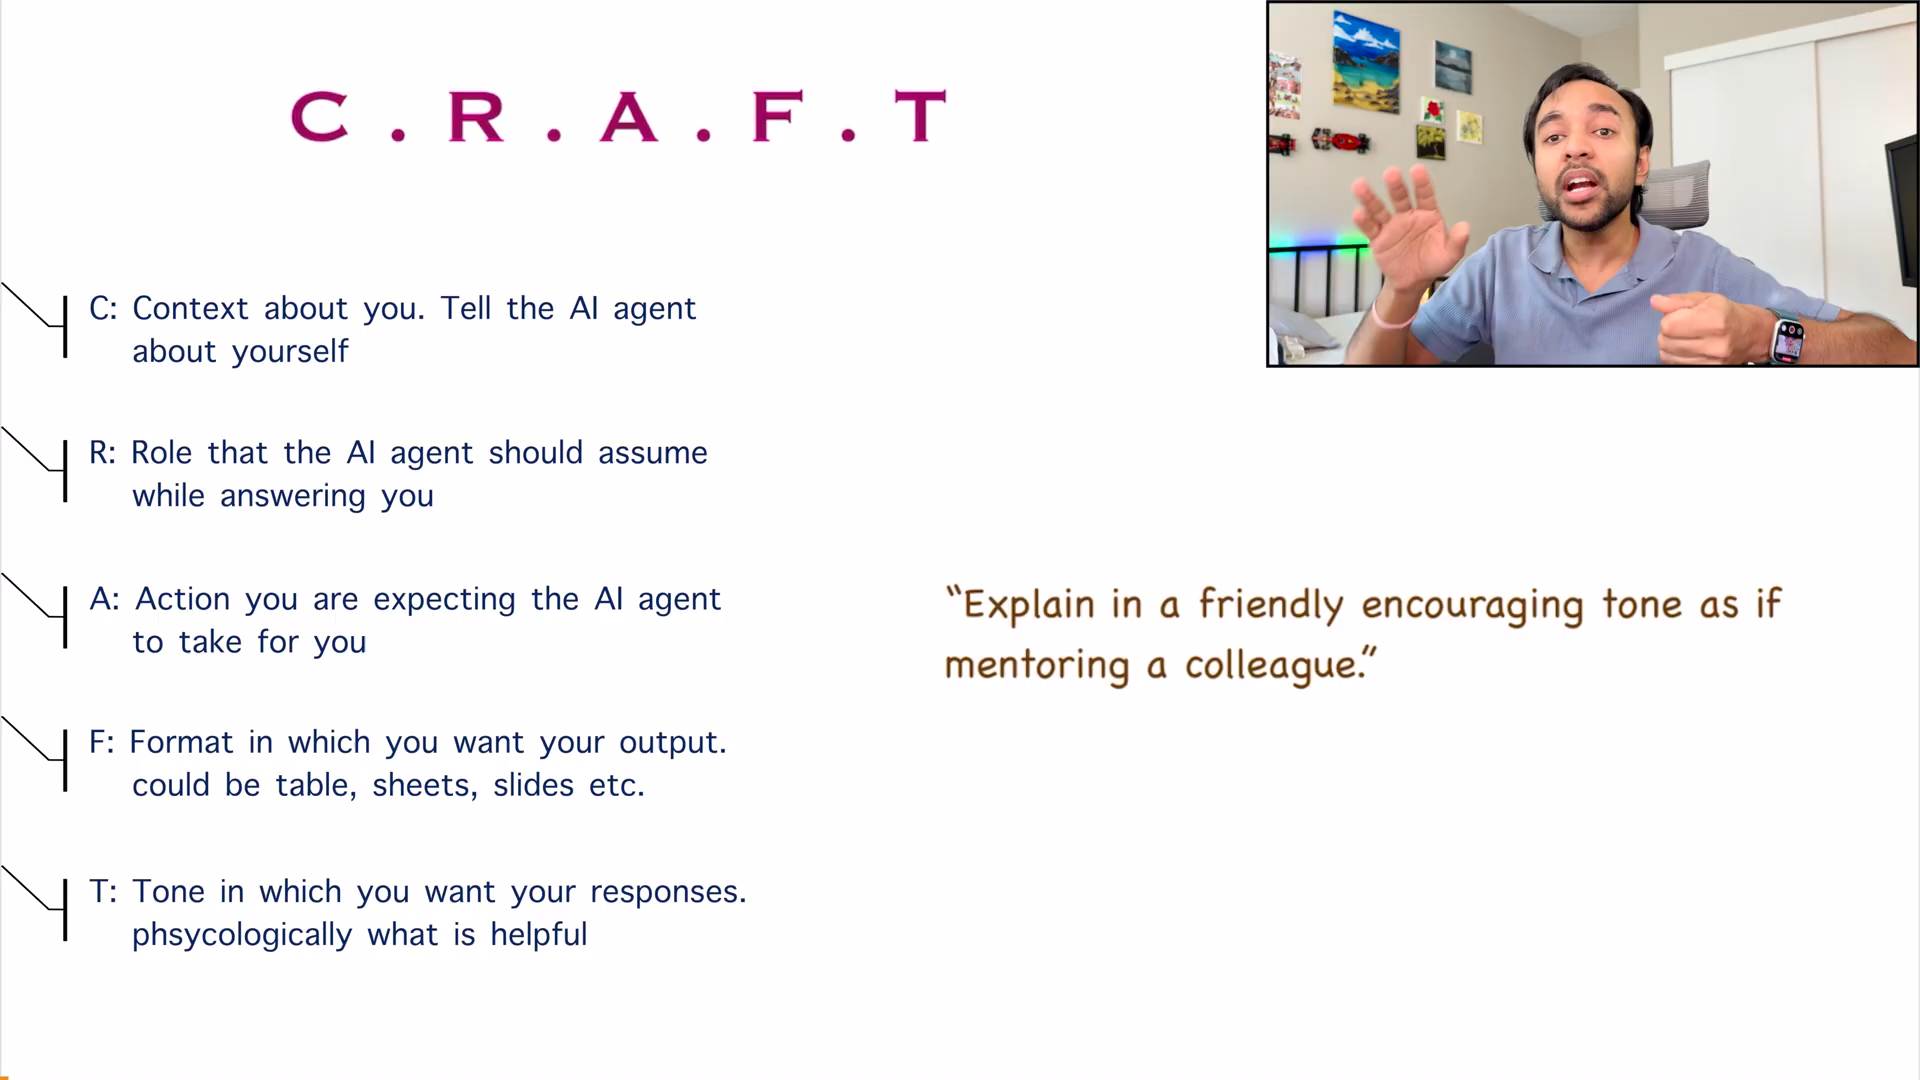 C . R . A . F . T
C: Context about you. Tell the AI agent
about yourself
R: Role that the AI agent should assume
while answering you
A: Action you are expecting the AI agent
to take for you
F: Format in which you want your output.
could be table, sheets, slides etc.
T: Tone in which you want your responses.
phsycologically what is helpful
“Explain in a friendly encouraging tone as if
mentoring a colleague.”